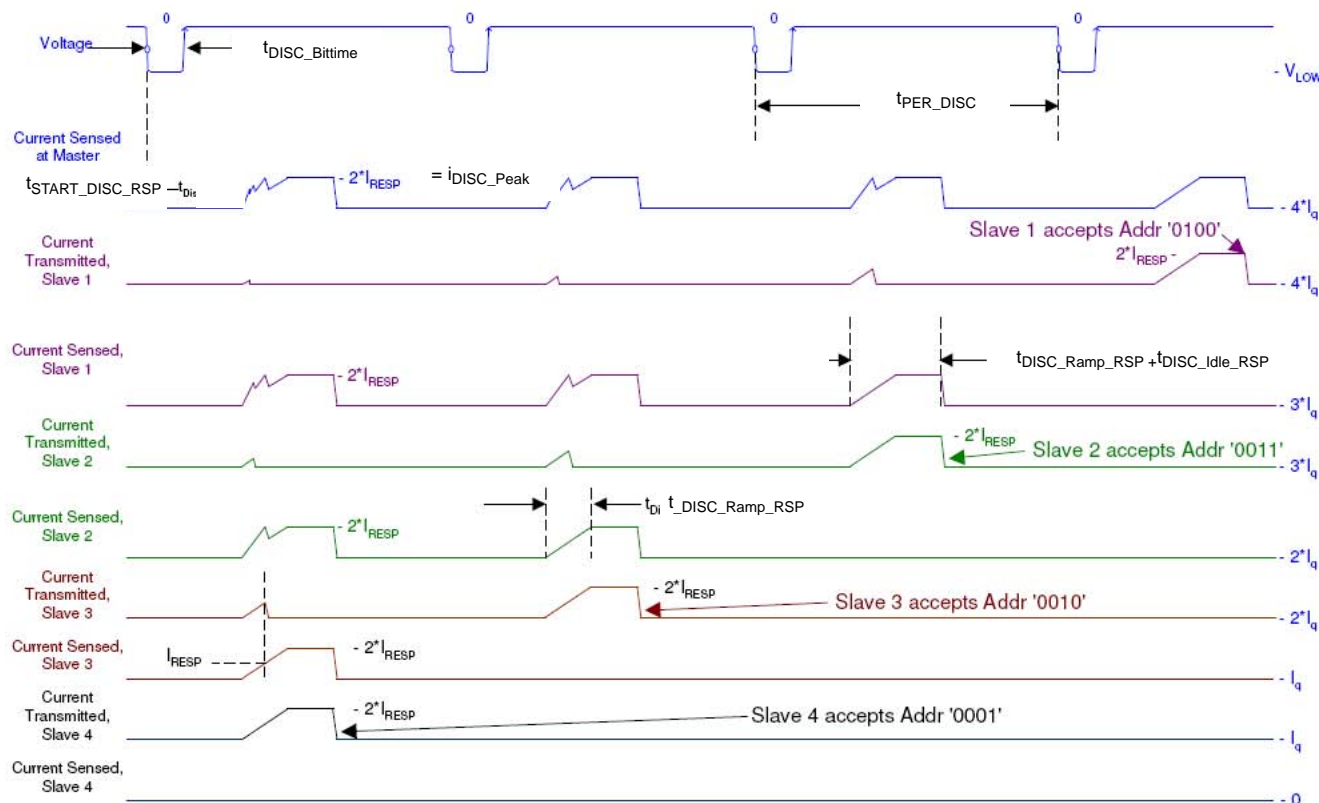 0 0 0 0
Voltage
tDISC_Bittime
- VLOW
tPER_DISC
Current Sensed
at Master
tSTART_DISC_RSP –tDis
- 2*IRESP = iDISC_Peak
- 4*Iq
Slave 1 accepts Addr '0100'
Current
Transmitted,
Slave 1
2*IRESP -
- 4*Iq
Current Sensed,
Slave 1
- 2*IRESP
tDISC_Ramp_RSP +tDISC_Idle_RSP
- 3*Iq
Current
Transmitted,
Slave 2
- 2*IRESP
Slave 2 accepts Addr '0011'
- 3*Iq
Current Sensed,
Slave 2
- 2*IRESP
tDi t_DISC_Ramp_RSP
- 2*Iq
Current
Transmitted,
Slave 3
- 2*IRESP
Slave 3 accepts Addr '0010'
- 2*Iq
Current Sensed,
Slave 3
IRESP
- 2*IRESP
- Iq
Current
Transmitted,
Slave 4
- 2*IRESP
Slave 4 accepts Addr '0001'
- Iq
Current Sensed,
Slave 4
- 0